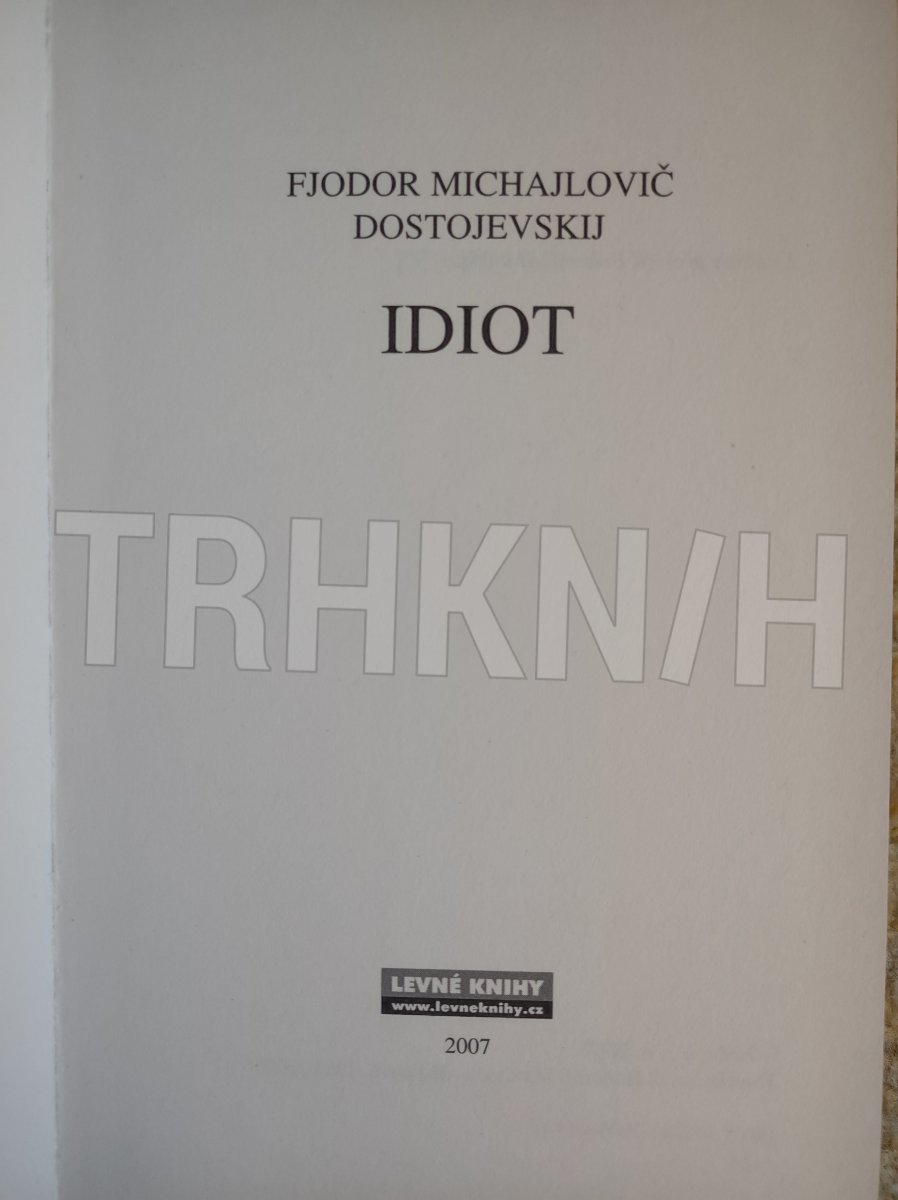 FJODOR MICHAJLOVIČ
DOSTOJEVSKIJ
IDIOT
TRHKNIH
LEVNÉ KNIHY
www.levneknihy.cz
2007